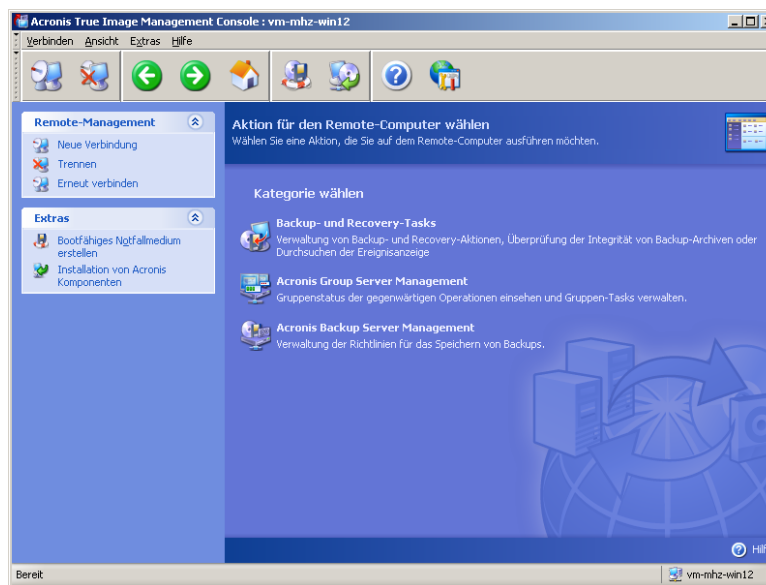 Acronis True Image Management Console : vm-mhz-win12
Verbinden Ansicht Extras Hilfe
Remote-Management
Neue Verbindung
Trennen
Erneut verbinden
Extras
Bootfähiges Notfallmedium
erstellen
Installation von Acronis
Komponenten
Aktion für den Remote-Computer wählen
Wählen Sie eine Aktion, die Sie auf dem Remote-Computer ausführen möchten.
Kategorie wählen
Backup- und Recovery-Tasks
Verwaltung von Backup- und Recovery-Aktionen, Überprüfung der Integrität von Backup-Archiven oder
Durchsuchen der Ereignisanzeige
Acronis Group Server Management
Gruppenstatus der gegenwärtigen Operationen einsehen und Gruppen-Tasks verwalten.
Acronis Backup Server Management
Verwaltung der Richtlinien für das Speichern von Backups.
Bereit
vm-mhz-win12